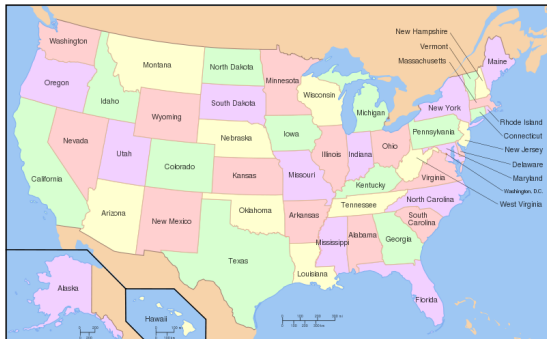 New Hampshire
Vermont
Massachusetts
Washington
Montana
North Dakota
Minnesota
Maine
Oregon
Idaho
Wyoming
South Dakota
Wisconsin
Michigan
New York
Rhode Island
Connecticut
New Jersey
Delaware
Maryland
Washington, D.C.
West Virginia
Nevada
Utah
Colorado
Nebraska
Iowa
Illinois
Indiana
Ohio
Pennsylvania
California
Kansas
Missouri
Kentucky
Virginia
Arizona
New Mexico
Oklahoma
Arkansas
Tennessee
North Carolina
South
Carolina
Texas
Louisiana
Mississippi
Alabama
Georgia
Florida
Alaska
Hawaii